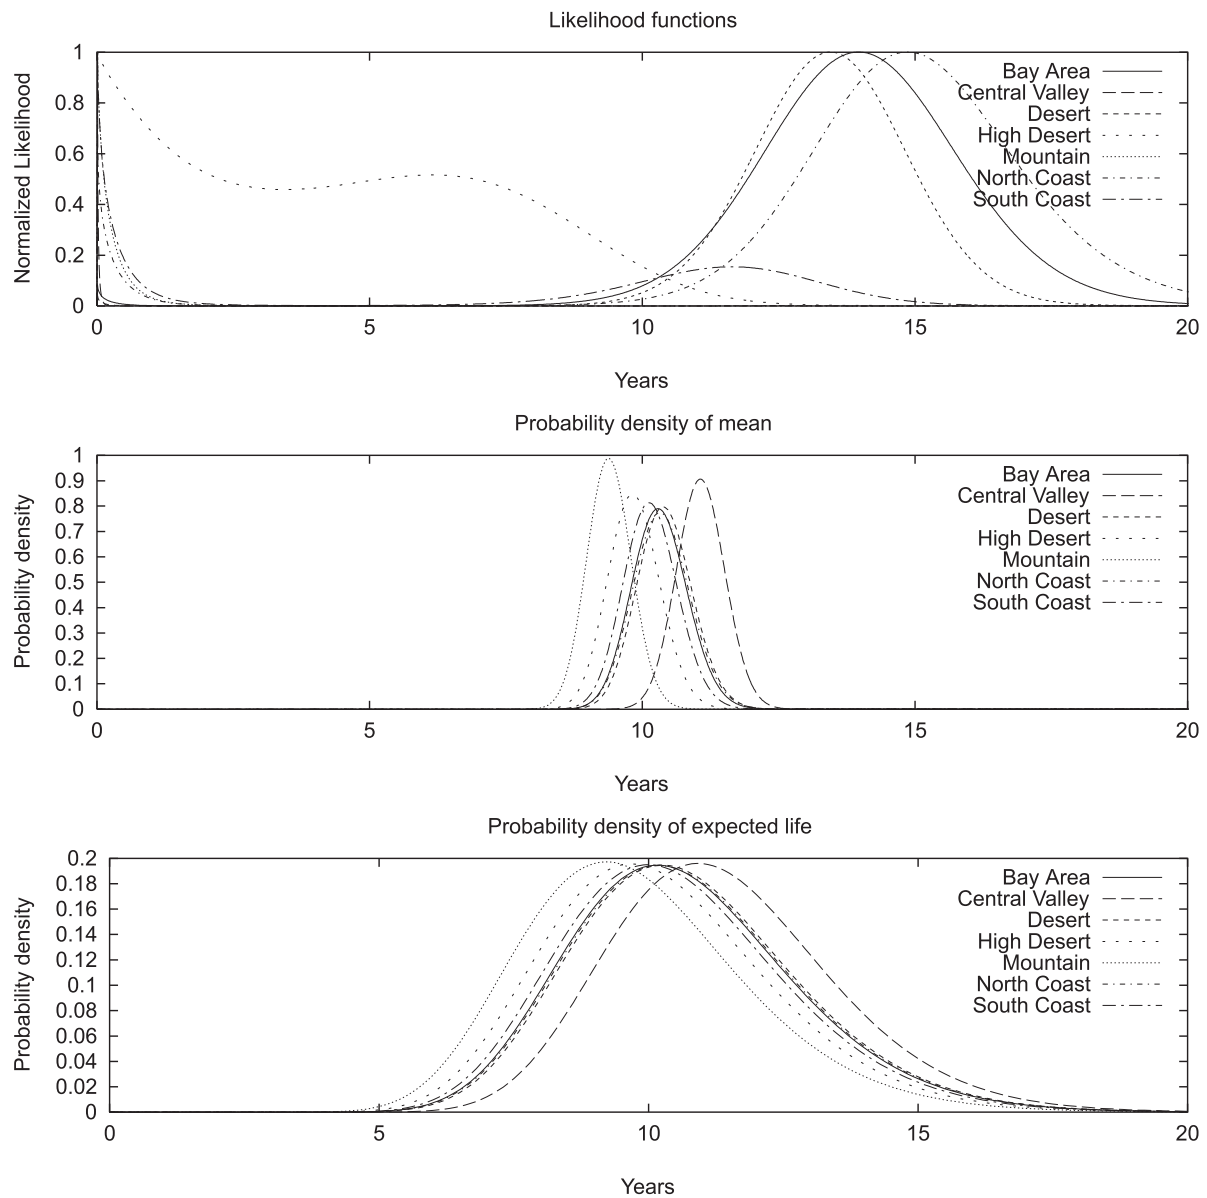 Likelihood functions
Normalized Likelihood
1
0.8
0.6
0.4
0.2
0
0 5 10 15 20
Years
Bay Area
Central Valley
Desert
High Desert
Mountain
North Coast
South Coast
Probability density of mean
Probability density
1
0.9
0.8
0.7
0.6
0.5
0.4
0.3
0.2
0.1
0
0 5 10 15 20
Years
Bay Area
Central Valley
Desert
High Desert
Mountain
North Coast
South Coast
Probability density of expected life
Probability density
0.2
0.18
0.16
0.14
0.12
0.1
0.08
0.06
0.04
0.02
0
0 5 10 15 20
Years
Bay Area
Central Valley
Desert
High Desert
Mountain
North Coast
South Coast